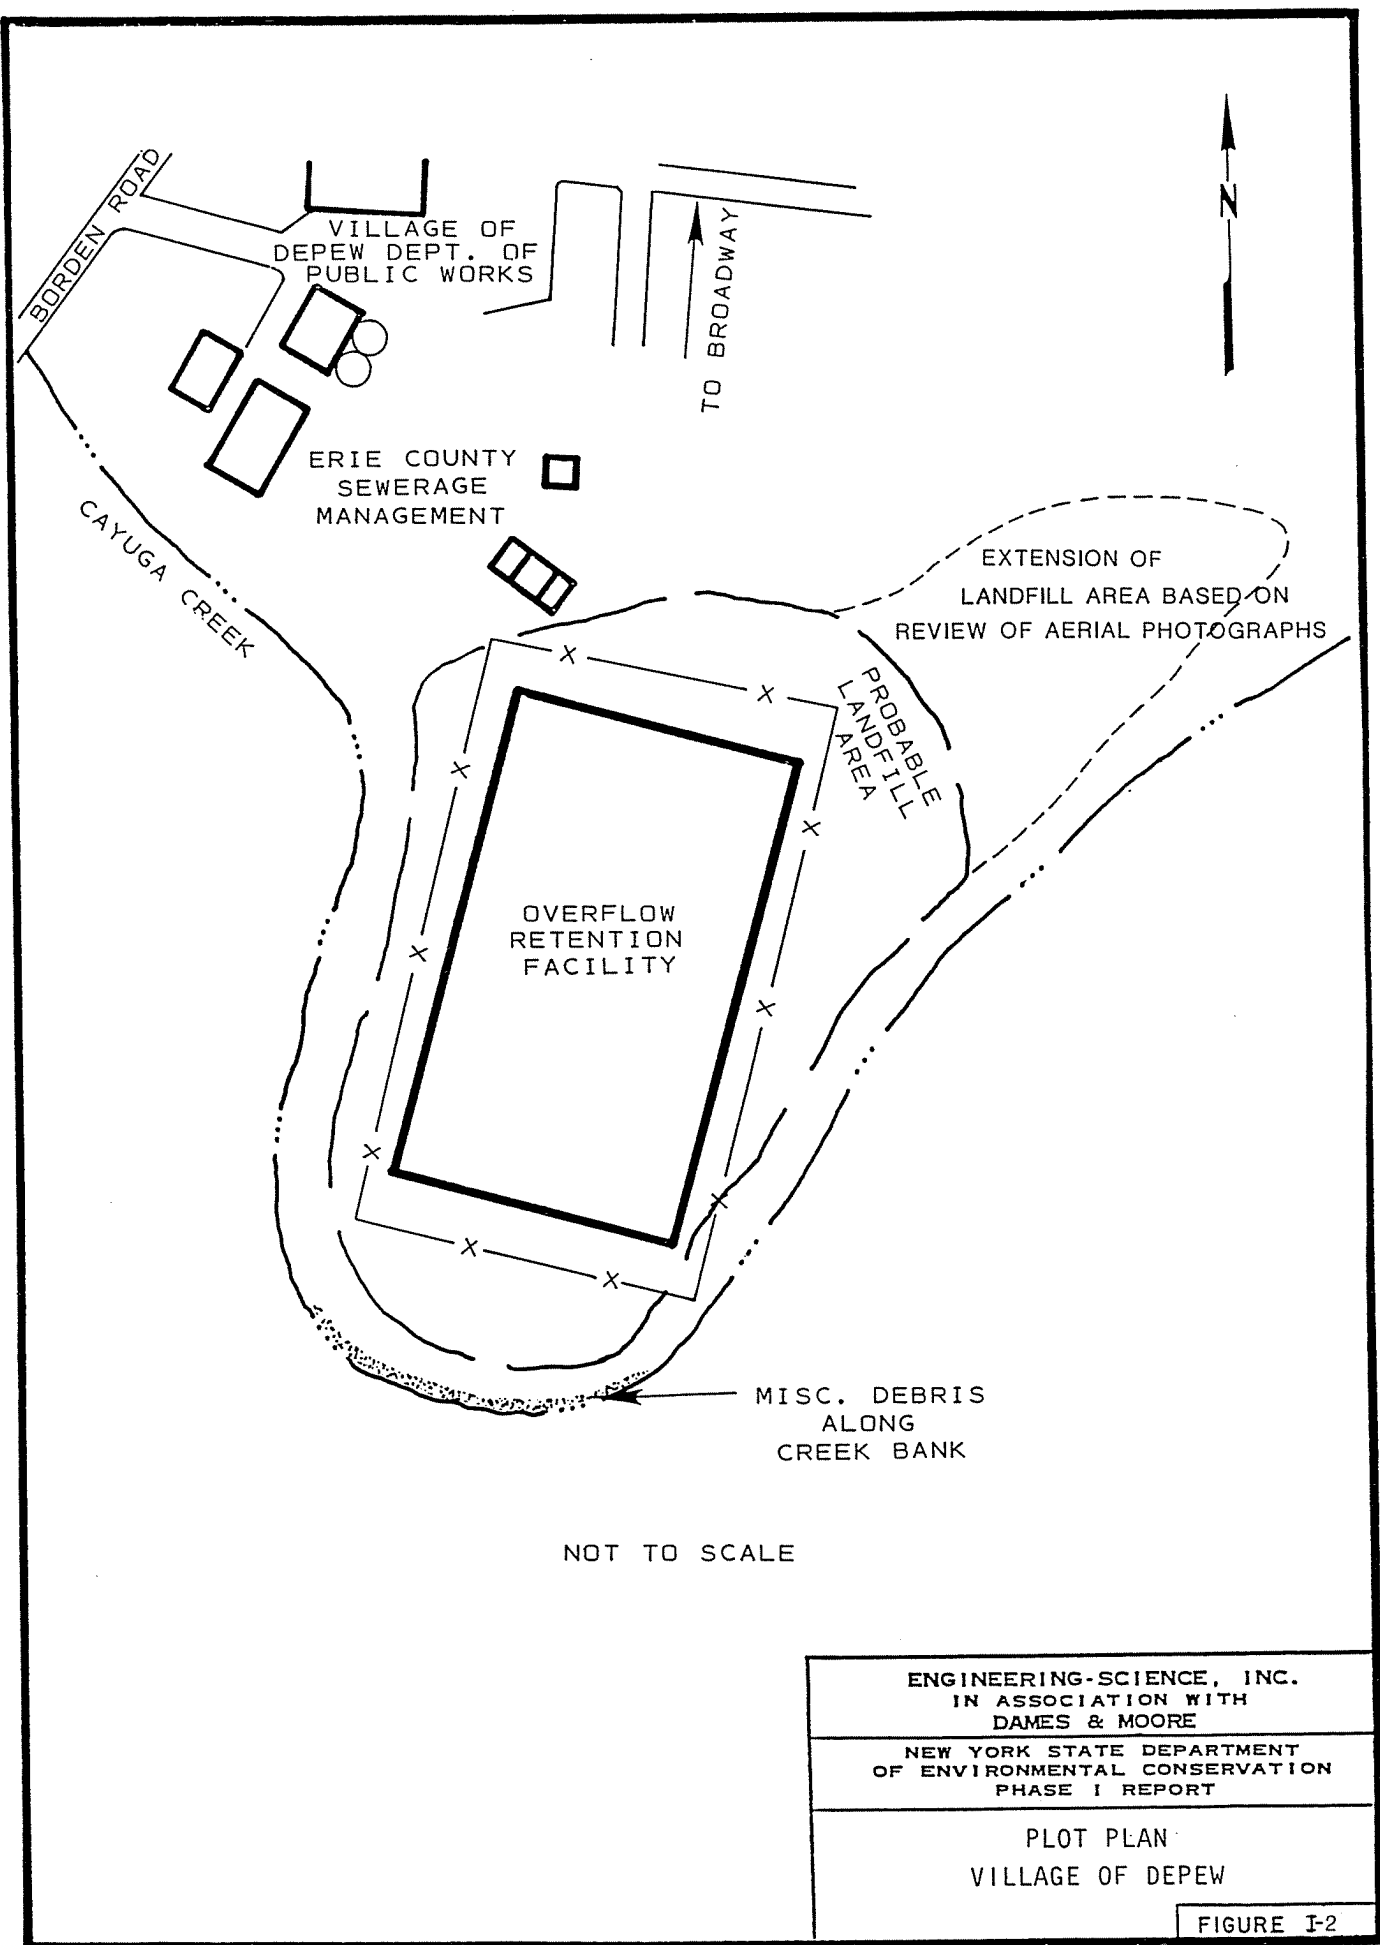 BORDEN ROAD
VILLAGE OF
DEPEW DEPT. OF
PUBLIC WORKS
TO BROADWAY
N
ERIE COUNTY
SEWERAGE
MANAGEMENT
CAYUGA CREEK
EXTENSION OF
LANDFILL AREA BASED ON
REVIEW OF AERIAL PHOTOGRAPHS
PROBABLE
LANDFILL
AREA
OVERFLOW
RETENTION
FACILITY
MISC. DEBRIS
ALONG
CREEK BANK
NOT TO SCALE
ENGINEERING-SCIENCE, INC.
IN ASSOCIATION WITH
DAMES & MOORE
NEW YORK STATE DEPARTMENT
OF ENVIRONMENTAL CONSERVATION
PHASE I REPORT
PLOT PLAN
VILLAGE OF DEPEW
FIGURE I-2